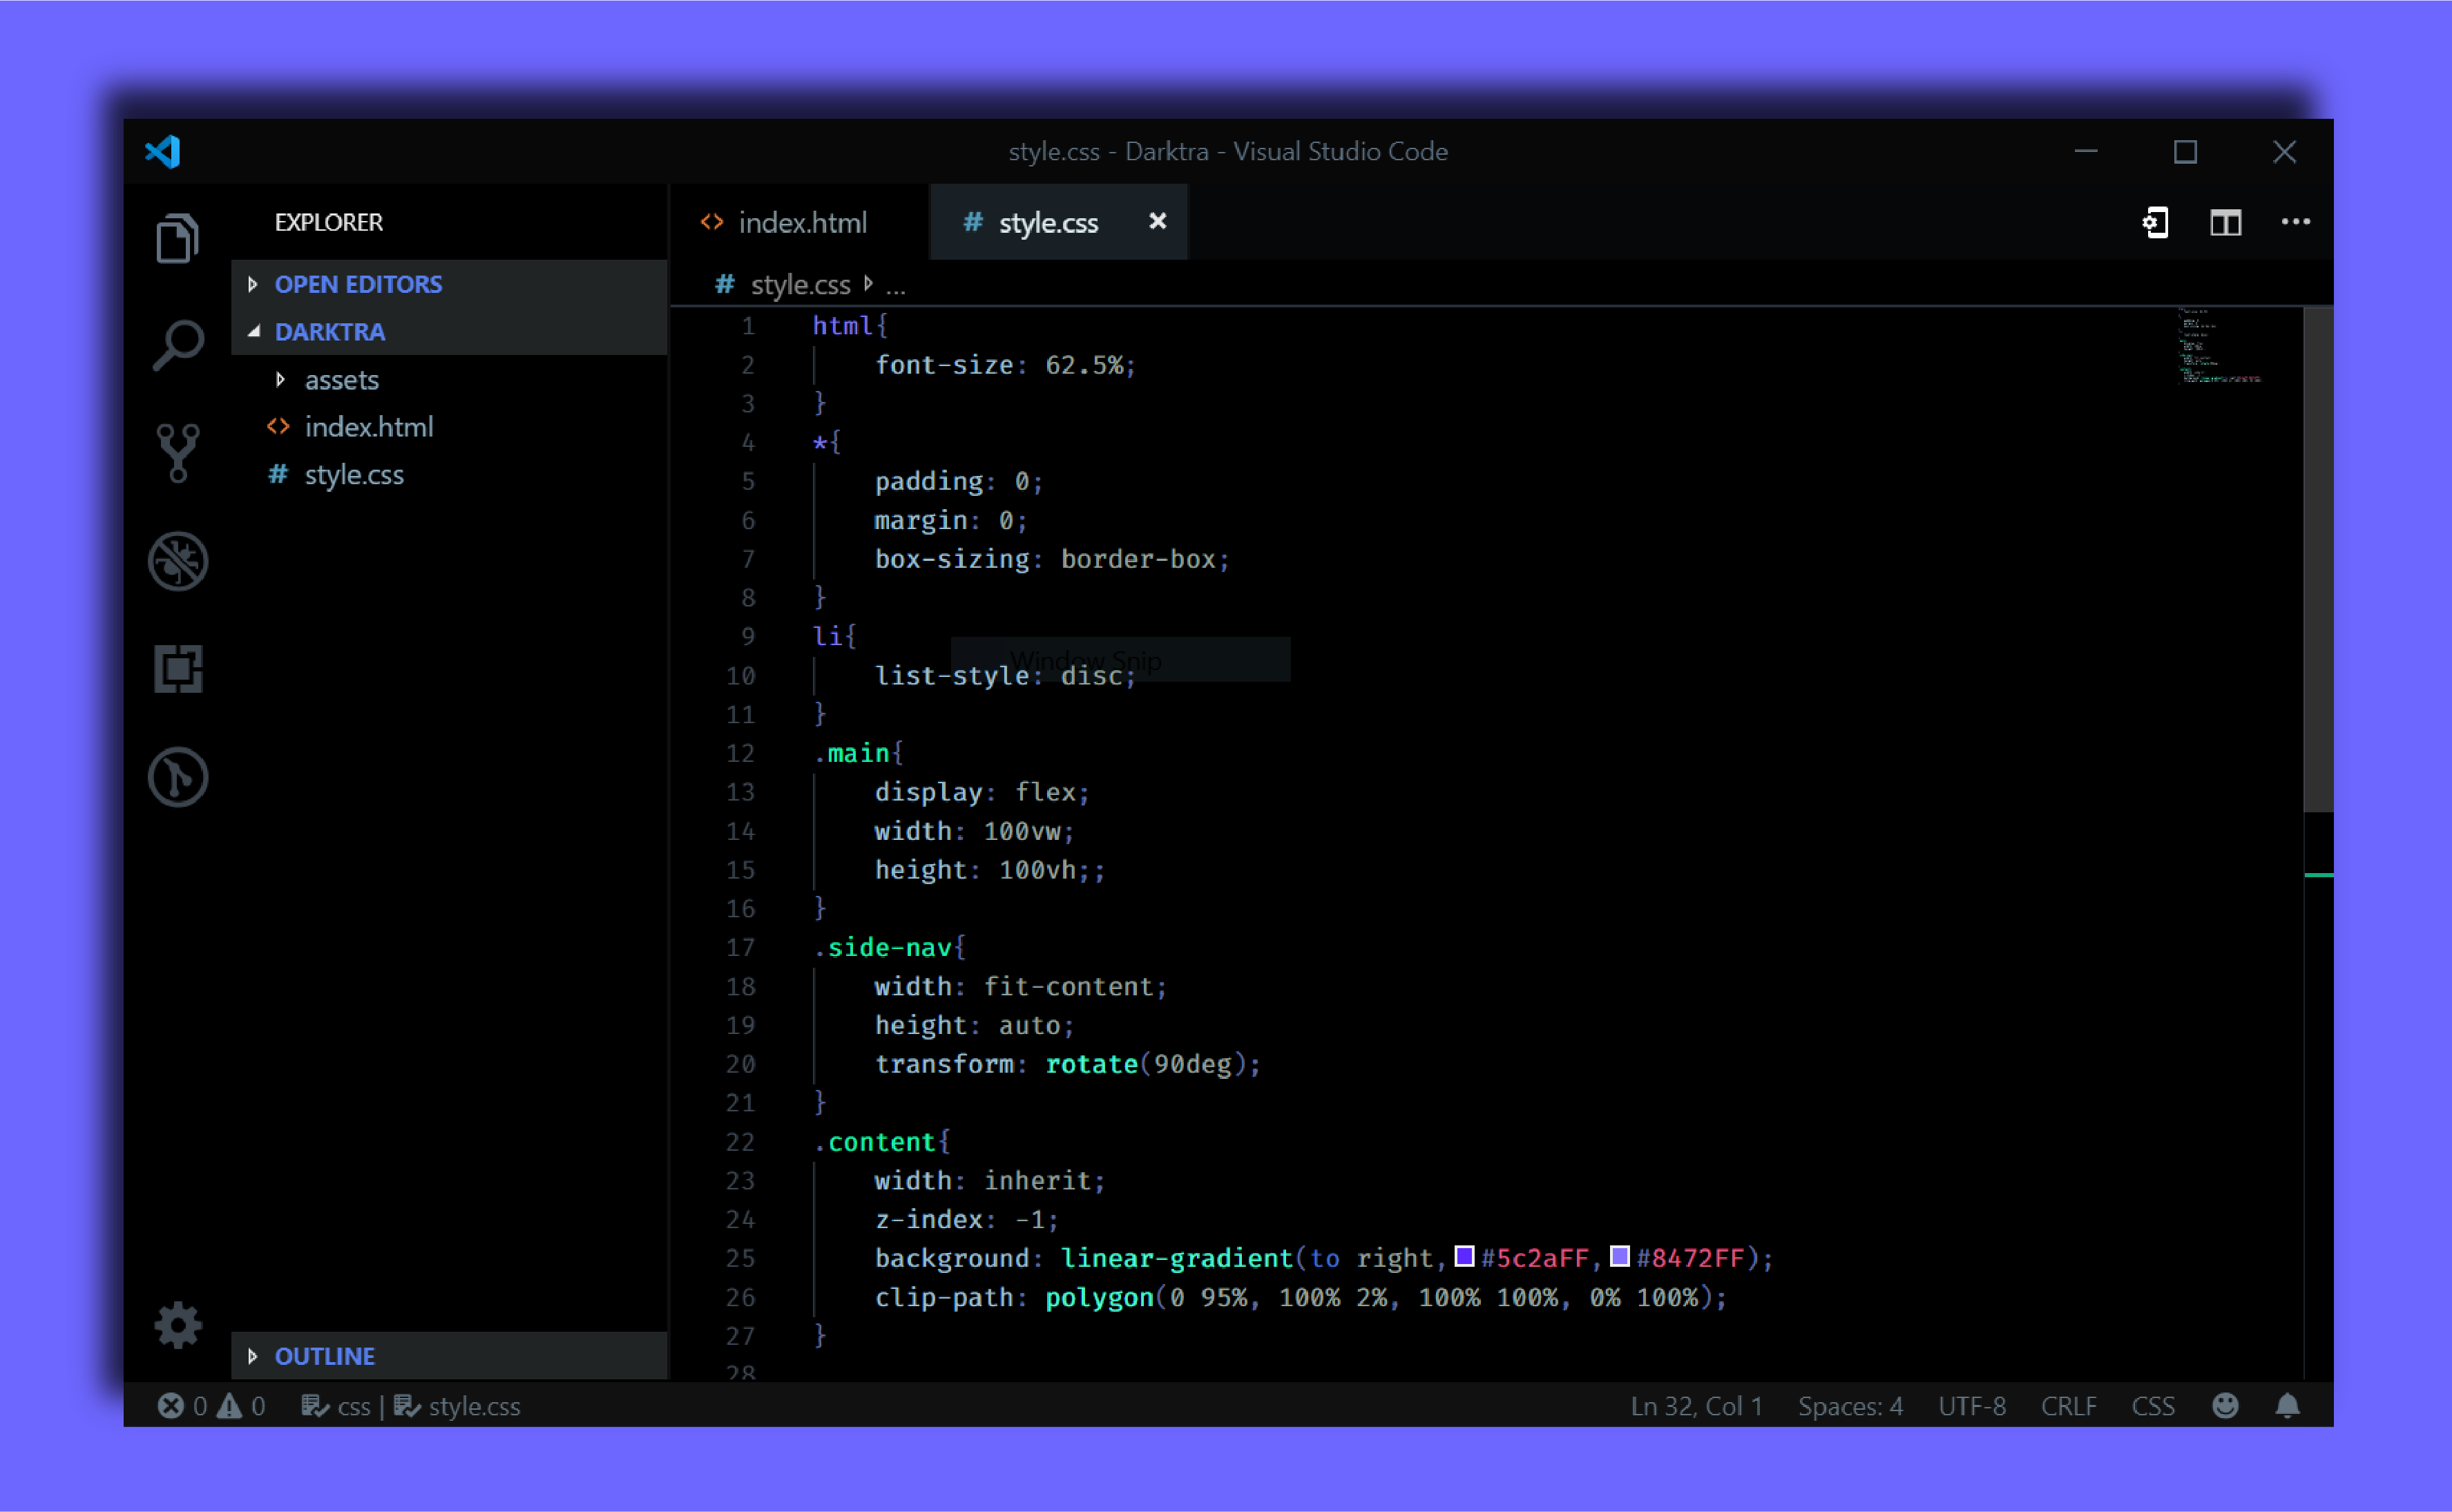 style.css - Darktra - Visual Studio Code
EXPLORER
OPEN EDITORS
DARKTRA
assets
index.html
style.css
OUTLINE
index.html
style.css
style.css ...
1 html{
2 font-size: 62.5%;
3 }
4 *{
5 padding: 0;
6 margin: 0;
7 box-sizing: border-box;
8 }
9 li{
Window Snip
10 list-style: disc;
11 }
12 .main{
13 display: flex;
14 width: 100vw;
15 height: 100vh;;
16 }
17 .side-nav{
18 width: fit-content;
19 height: auto;
20 transform: rotate(90deg);
21 }
22 .content{
23 width: inherit;
24 z-index: -1;
25 background: linear-gradient(to right, #5c2aFF, #8472FF);
26 clip-path: polygon(0 95%, 100% 2%, 100% 100%, 0% 100%);
27 }
28
0 0 css | style.css Ln 32, Col 1 Spaces: 4 UTF-8 CRLF CSS